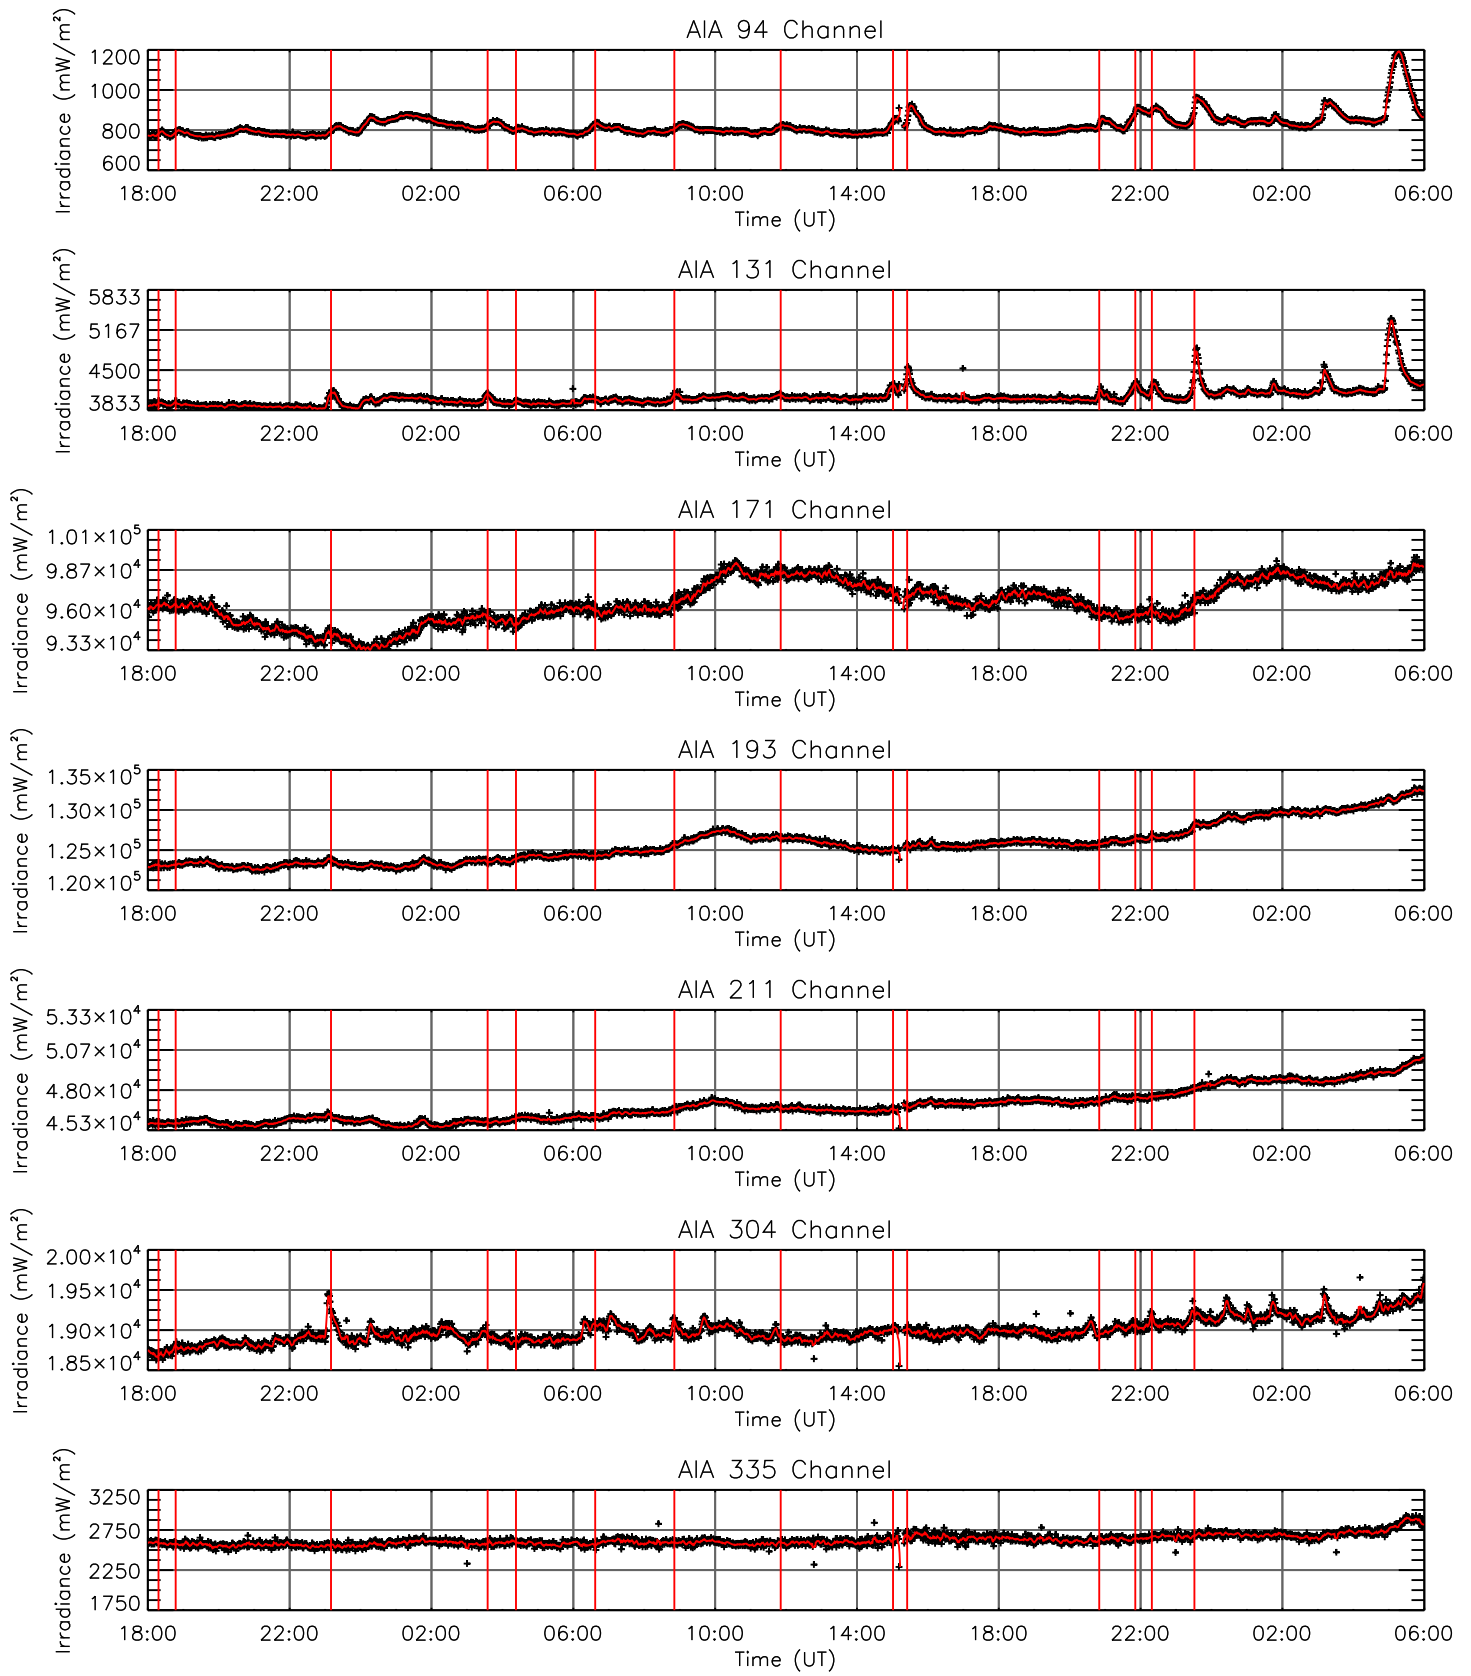 AIA 94 Channel
Irradiance (mW/m²)
1200
1000
800
600
18:00 22:00 02:00 06:00 10:00 14:00 18:00 22:00 02:00 06:00
Time (UT)
AIA 131 Channel
Irradiance (mW/m²)
5833
5167
4500
3833
18:00 22:00 02:00 06:00 10:00 14:00 18:00 22:00 02:00 06:00
Time (UT)
AIA 171 Channel
Irradiance (mW/m²)
1.01×10⁵
9.87×10⁴
9.60×10⁴
9.33×10⁴
18:00 22:00 02:00 06:00 10:00 14:00 18:00 22:00 02:00 06:00
Time (UT)
AIA 193 Channel
Irradiance (mW/m²)
1.35×10⁵
1.30×10⁵
1.25×10⁵
1.20×10⁵
18:00 22:00 02:00 06:00 10:00 14:00 18:00 22:00 02:00 06:00
Time (UT)
AIA 211 Channel
Irradiance (mW/m²)
5.33×10⁴
5.07×10⁴
4.80×10⁴
4.53×10⁴
18:00 22:00 02:00 06:00 10:00 14:00 18:00 22:00 02:00 06:00
Time (UT)
AIA 304 Channel
Irradiance (mW/m²)
2.00×10⁴
1.95×10⁴
1.90×10⁴
1.85×10⁴
18:00 22:00 02:00 06:00 10:00 14:00 18:00 22:00 02:00 06:00
Time (UT)
AIA 335 Channel
Irradiance (mW/m²)
3250
2750
2250
1750
18:00 22:00 02:00 06:00 10:00 14:00 18:00 22:00 02:00 06:00
Time (UT)